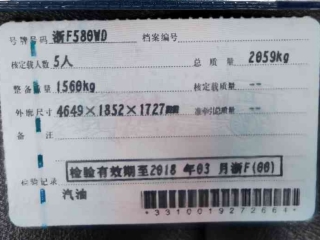 号牌号码 浙F580WD 档案编号
核定载人数 5人 总质量 2059kg
整备质量 1560kg 核定载质量 --
外廓尺寸 4649×1852×1727mm 准牵引总质量 --
备注
检验有效期至2018年03月浙F(00)
检验记录
汽油
*3310019272664*